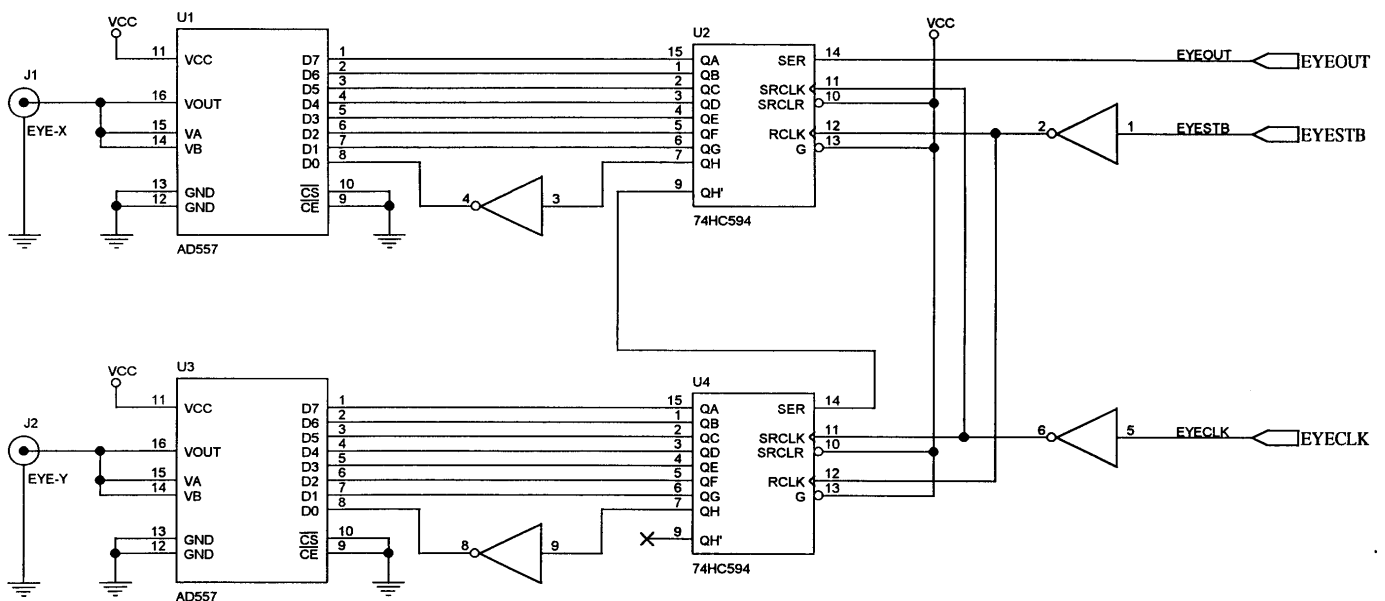 VCC
U1
11
VCC
D7
1
D6
2
D5
3
D4
4
D3
5
D2
6
D1
7
D0
8
J1
16
VOUT
EYE-X
15
VA
14
VB
13
GND
12
GND
CS
10
CE
9
AD557
4
3
U2
15
QA
1
QB
2
QC
3
QD
4
QE
5
QF
6
QG
7
QH
9
QH'
SER
14
SRCLK
11
SRCLR
10
RCLK
12
G
13
74HC594
VCC
EYEOUT
EYEOUT
2
1
EYESTB
EYESTB
VCC
U3
11
VCC
D7
1
D6
2
D5
3
D4
4
D3
5
D2
6
D1
7
D0
8
J2
16
VOUT
EYE-Y
15
VA
14
VB
13
GND
12
GND
CS
10
CE
9
AD557
8
9
U4
15
QA
1
QB
2
QC
3
QD
4
QE
5
QF
6
QG
7
QH
9
QH'
SER
14
SRCLK
11
SRCLR
10
RCLK
12
G
13
74HC594
6
5
EYECLK
EYECLK